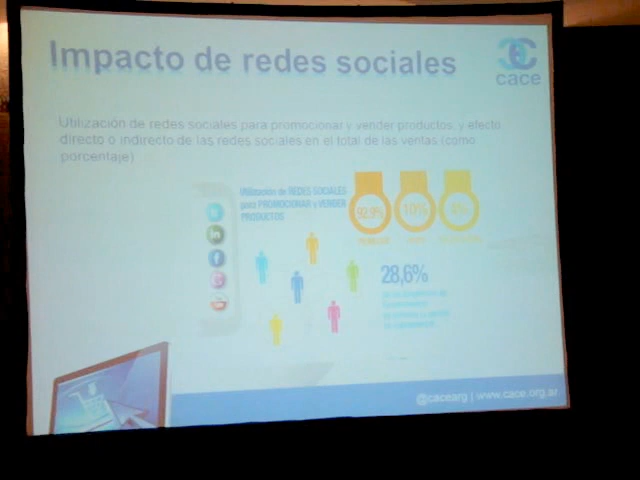 Impacto de redes sociales
cace
Utilización de redes sociales para promocionar y vender productos, y efecto
directo o indirecto de las redes sociales en el total de las ventas (como
porcentaje)
Utilización de REDES SOCIALES
para PROMOCIONAR y VENDER
PRODUCTOS
92,9% 10%
28,6%
@cacearg | www.cace.org.ar